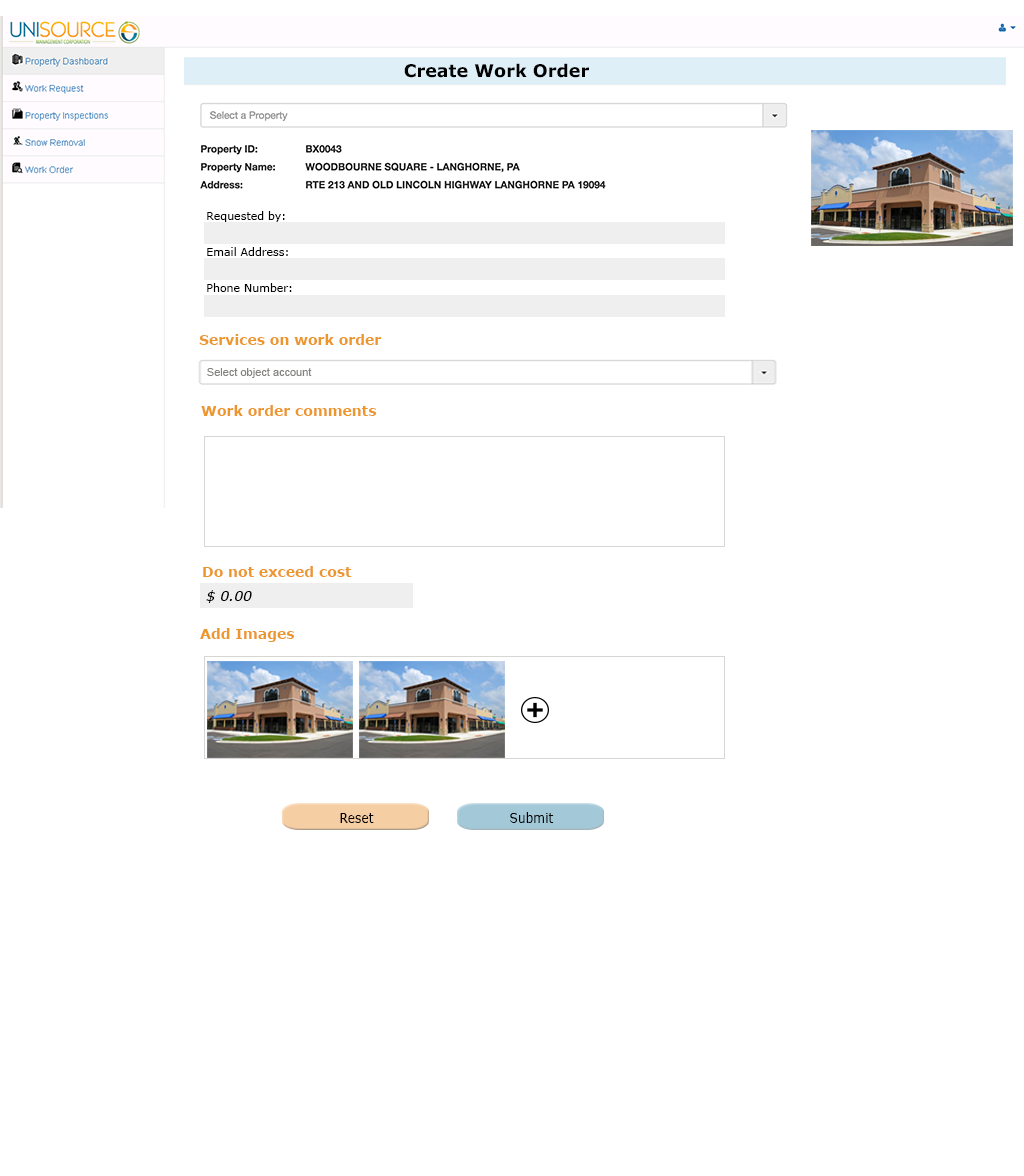 UNISOURCE
MANAGEMENT CORPORATION
Property Dashboard
Work Request
Property Inspections
Snow Removal
Work Order
Create Work Order
Select a Property
Property ID: BX0043
Property Name: WOODBOURNE SQUARE - LANGHORNE, PA
Address: RTE 213 AND OLD LINCOLN HIGHWAY LANGHORNE PA 19094
Requested by:
Email Address:
Phone Number:
Services on work order
Select object account
Work order comments
Do not exceed cost
$ 0.00
Add Images
Reset
Submit